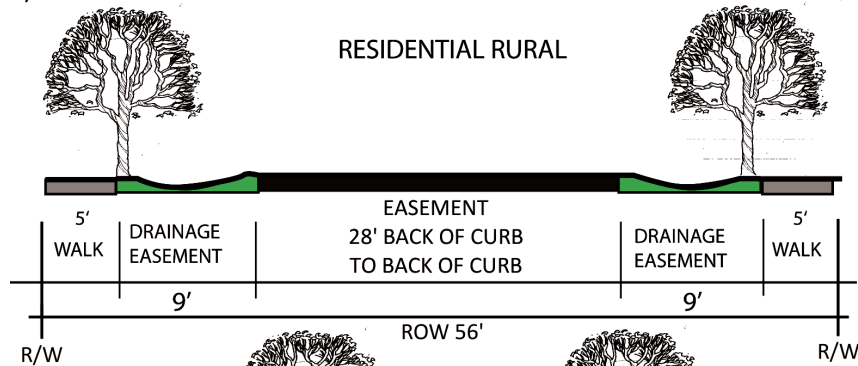 RESIDENTIAL RURAL
5'
WALK
DRAINAGE
EASEMENT
EASEMENT
28' BACK OF CURB
TO BACK OF CURB
DRAINAGE
EASEMENT
5'
WALK
9'
9'
ROW 56'
R/W
R/W